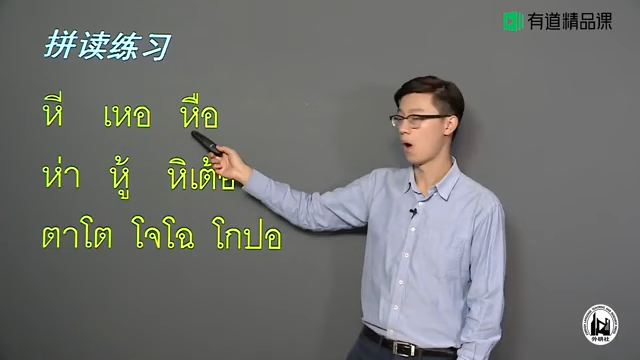 有道精品课
拼读练习
หี เหอ หือ
ห่า หู้ หิเต้อ
ตาโต โจโฉ โกปอ
外研社